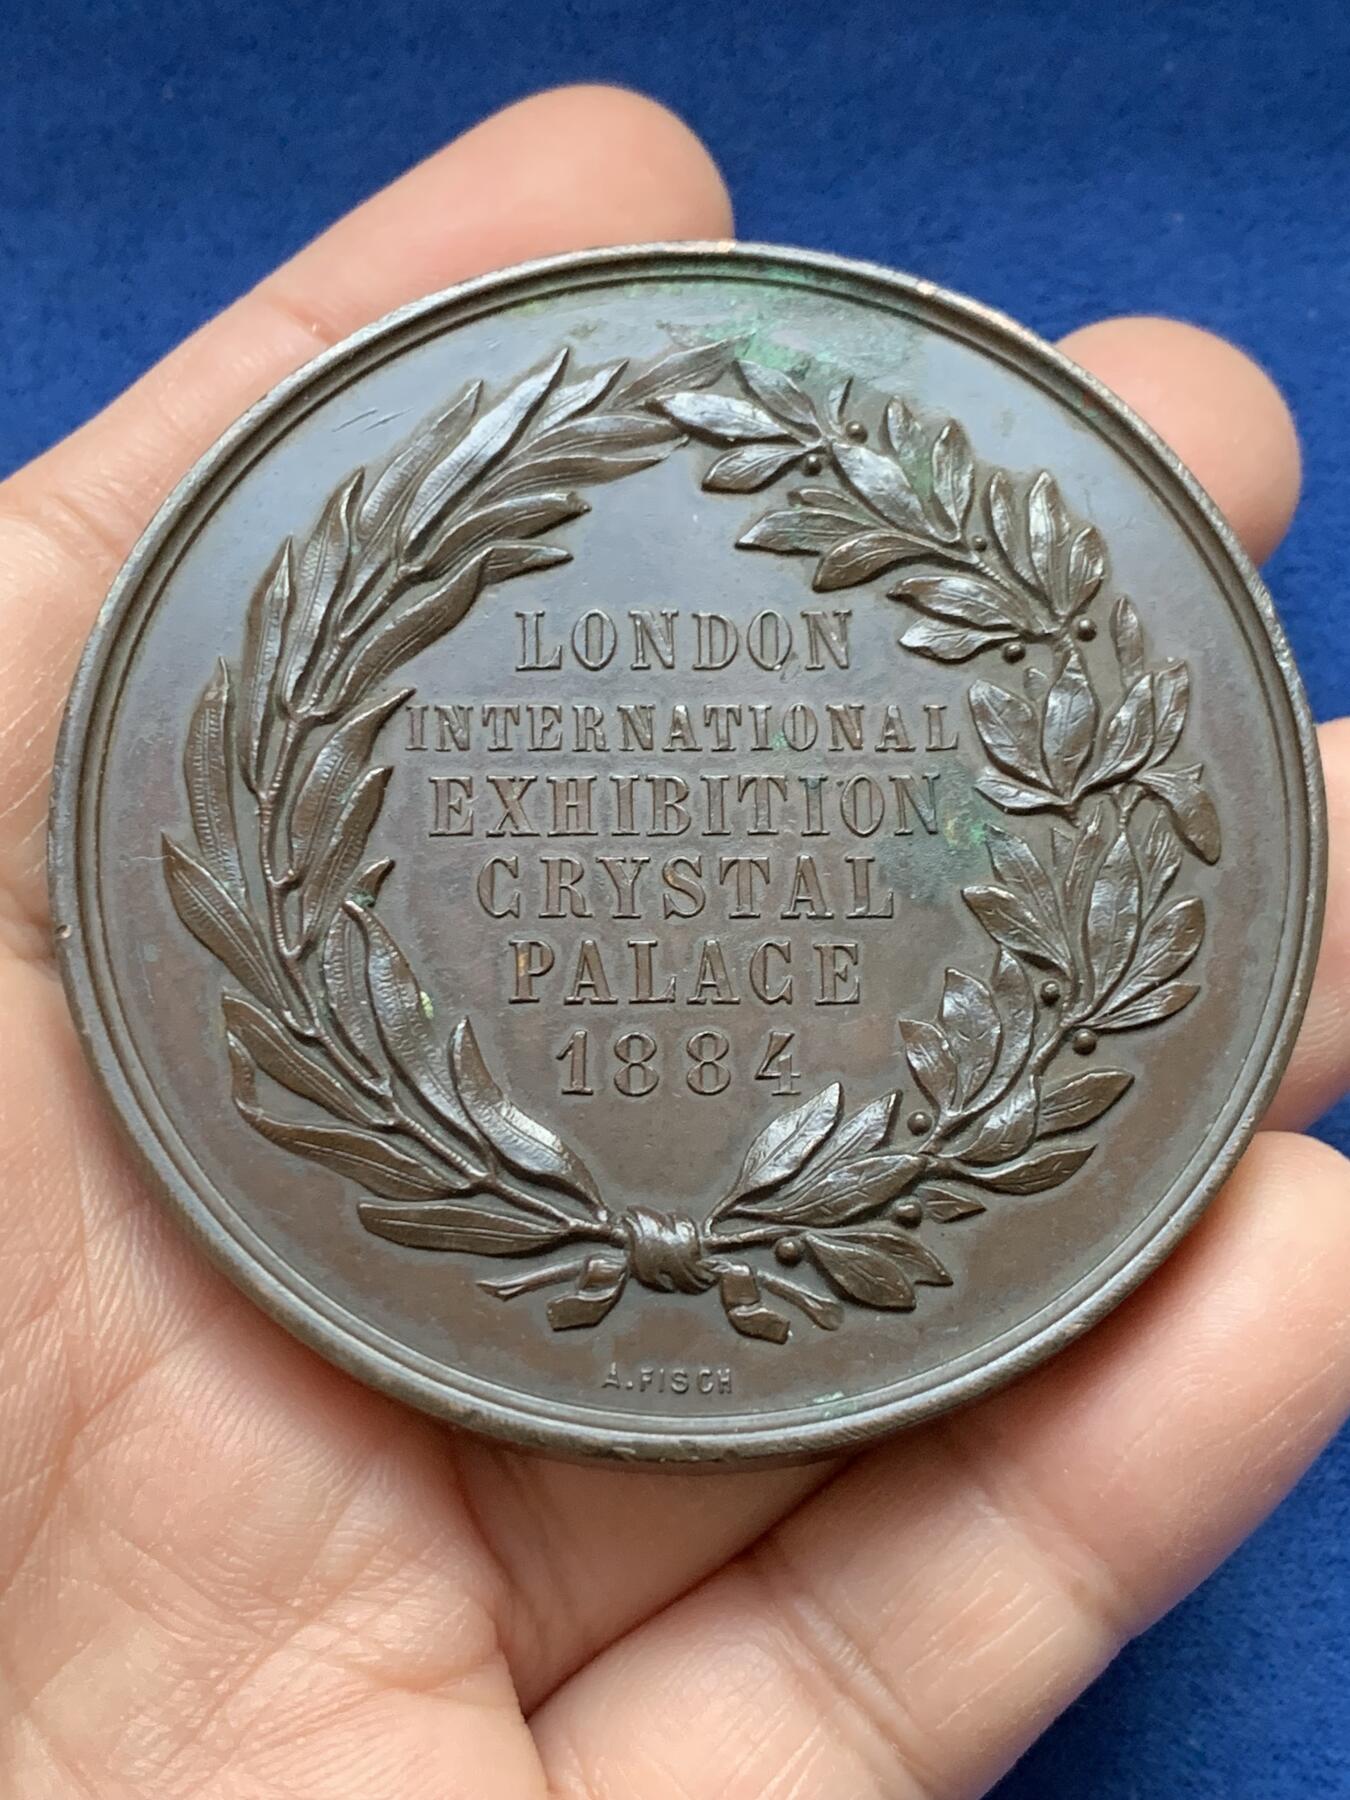 LONDON
INTERNATIONAL
EXHIBITION
CRYSTAL
PALACE
1884
A.FISCH